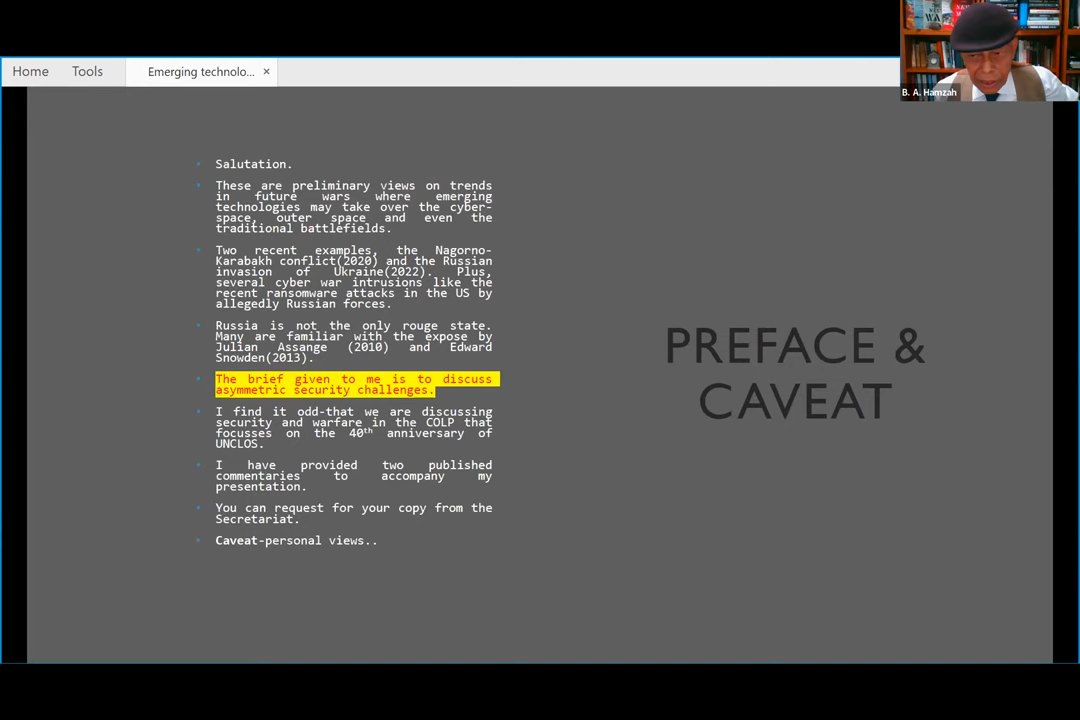 B. A. Hamzah
Home Tools Emerging technolo... ×
Salutation.
These are preliminary views on trends
in future wars where emerging
technologies may take over the cyber-
space, outer space and even the
traditional battlefields.
Two recent examples, the Nagorno-
Karabakh conflict(2020) and the Russian
invasion of Ukraine(2022). Plus,
several cyber war intrusions like the
recent ransomware attacks in the US by
allegedly Russian forces.
Russia is not the only rouge state.
Many are familiar with the expose by
Julian Assange (2010) and Edward
Snowden(2013).
The brief given to me is to discuss
asymmetric security challenges.
I find it odd-that we are discussing
security and warfare in the COLP that
focusses on the 40th anniversary of
UNCLOS.
I have provided two published
commentaries to accompany my
presentation.
You can request for your copy from the
Secretariat.
Caveat-personal views..
PREFACE &
CAVEAT